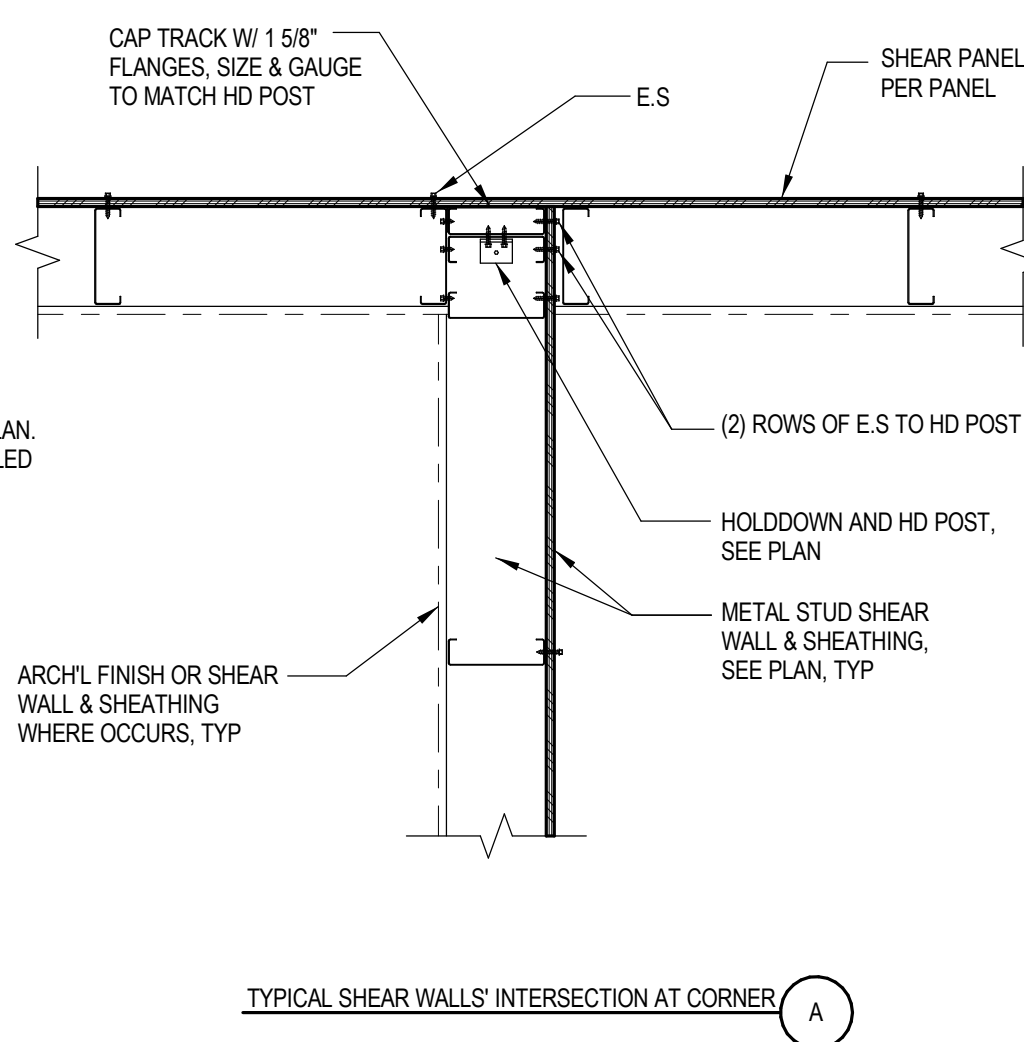 CAP TRACK W/ 1 5/8"
FLANGES, SIZE & GAUGE
TO MATCH HD POST
E.S
SHEAR PANEL
PER PANEL
LED
(2) ROWS OF E.S TO HD POST
HOLDDOWN AND HD POST,
SEE PLAN
METAL STUD SHEAR
WALL & SHEATHING,
SEE PLAN, TYP
ARCH'L FINISH OR SHEAR
WALL & SHEATHING
WHERE OCCURS, TYP
TYPICAL SHEAR WALLS' INTERSECTION AT CORNER
A